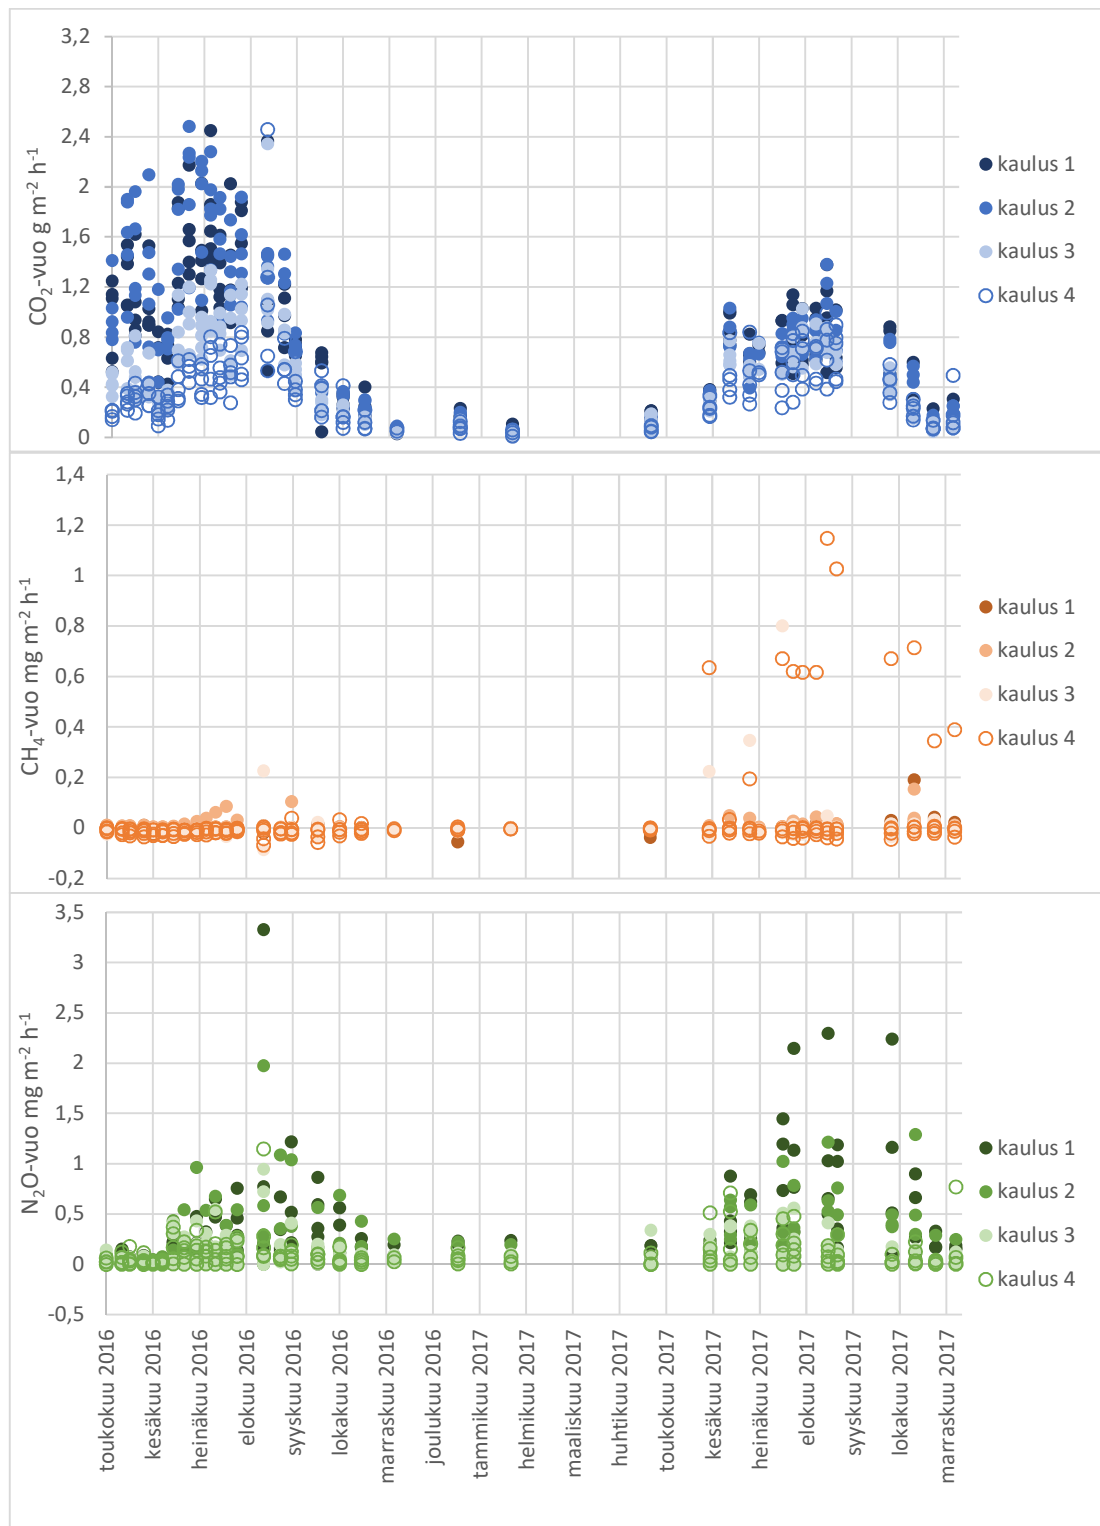 3,2
2,8
2,4
2
1,6
1,2
0,8
0,4
0
CO₂-vuo g m⁻² h⁻¹
kaulus 1
kaulus 2
kaulus 3
kaulus 4
1,4
1,2
1
0,8
0,6
0,4
0,2
0
-0,2
CH₄-vuo mg m⁻² h⁻¹
kaulus 1
kaulus 2
kaulus 3
kaulus 4
3,5
3
2,5
2
1,5
1
0,5
0
-0,5
N₂O-vuo mg m⁻² h⁻¹
kaulus 1
kaulus 2
kaulus 3
kaulus 4
toukokuu 2016
kesäkuu 2016
heinäkuu 2016
elokuu 2016
syyskuu 2016
lokakuu 2016
marraskuu 2016
joulukuu 2016
tammikuu 2017
helmikuu 2017
maaliskuu 2017
huhtikuu 2017
toukokuu 2017
kesäkuu 2017
heinäkuu 2017
elokuu 2017
syyskuu 2017
lokakuu 2017
marraskuu 2017